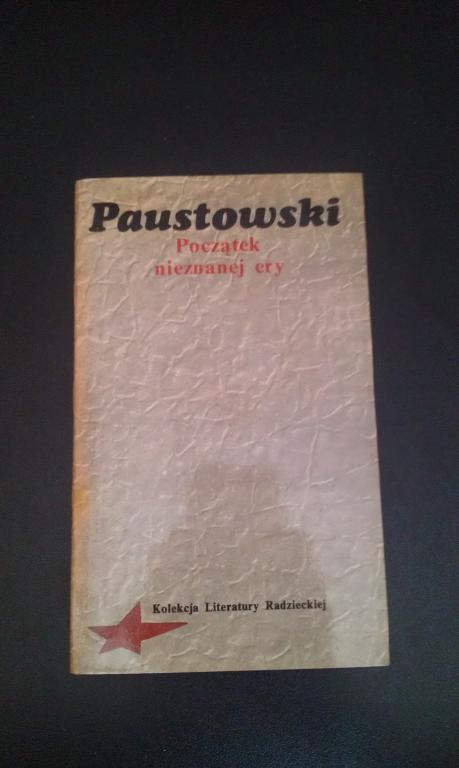 Paustowski
Początek
nieznanej ery
Kolekcja Literatury Radzieckiej